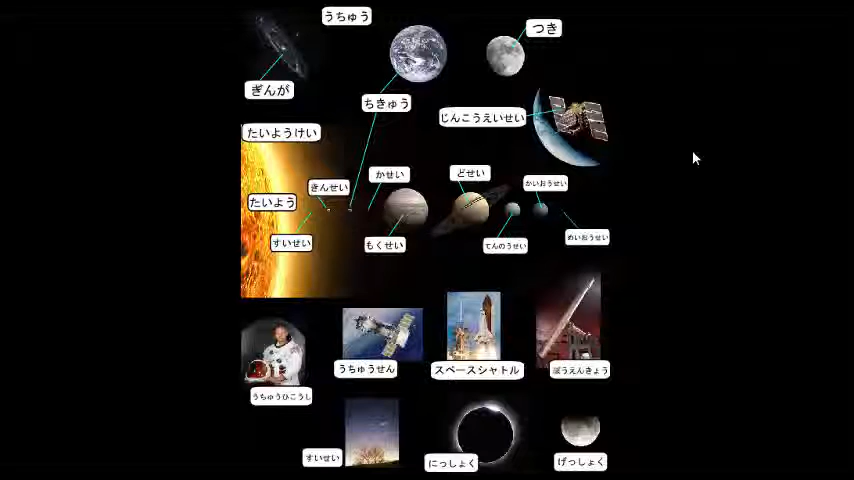 うちゅう
つき
ぎんが
ちきゅう
じんこうえいせい
たいようけい
かせい
どせい
かいおうせい
きんせい
たいよう
すいせい
もくせい
てんのうせい
めいおうせい
うちゅうせん
スペースシャトル
ぼうえんきょう
うちゅうひこうし
すいせい
にっしょく
げっしょく